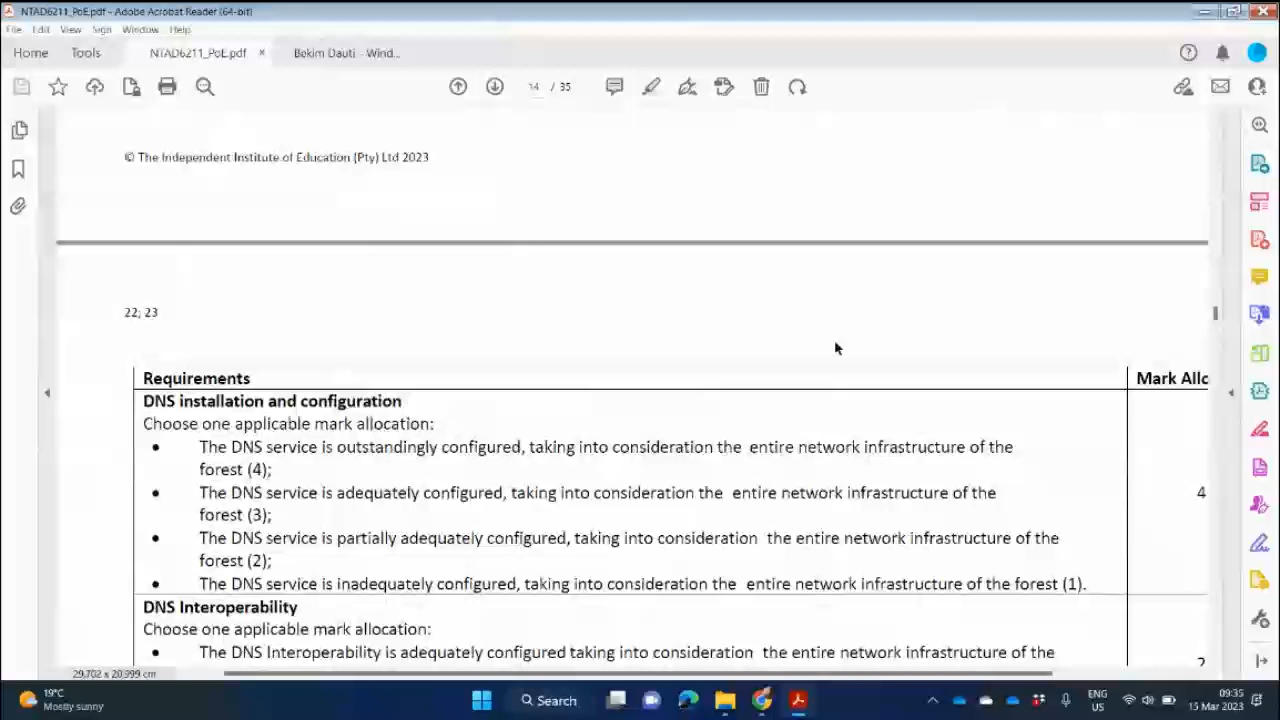 NTAD6211_PoE.pdf - Adobe Acrobat Reader (64-bit)
File Edit View Sign Window Help
Home Tools NTAD6211_PoE.pdf × Bekim Dauti - Wind...
14 / 35
© The Independent Institute of Education (Pty) Ltd 2023
22; 23
Requirements Mark Allo
DNS installation and configuration
Choose one applicable mark allocation:
• The DNS service is outstandingly configured, taking into consideration the entire network infrastructure of the
forest (4);
• The DNS service is adequately configured, taking into consideration the entire network infrastructure of the
forest (3);
4
• The DNS service is partially adequately configured, taking into consideration the entire network infrastructure of the
forest (2);
• The DNS service is inadequately configured, taking into consideration the entire network infrastructure of the forest (1).
DNS Interoperability
Choose one applicable mark allocation:
• The DNS Interoperability is adequately configured taking into consideration the entire network infrastructure of the
2
29,702 x 20,999 cm
19°C
Mostly sunny
Search
ENG
US
09:35
15 Mar 2023